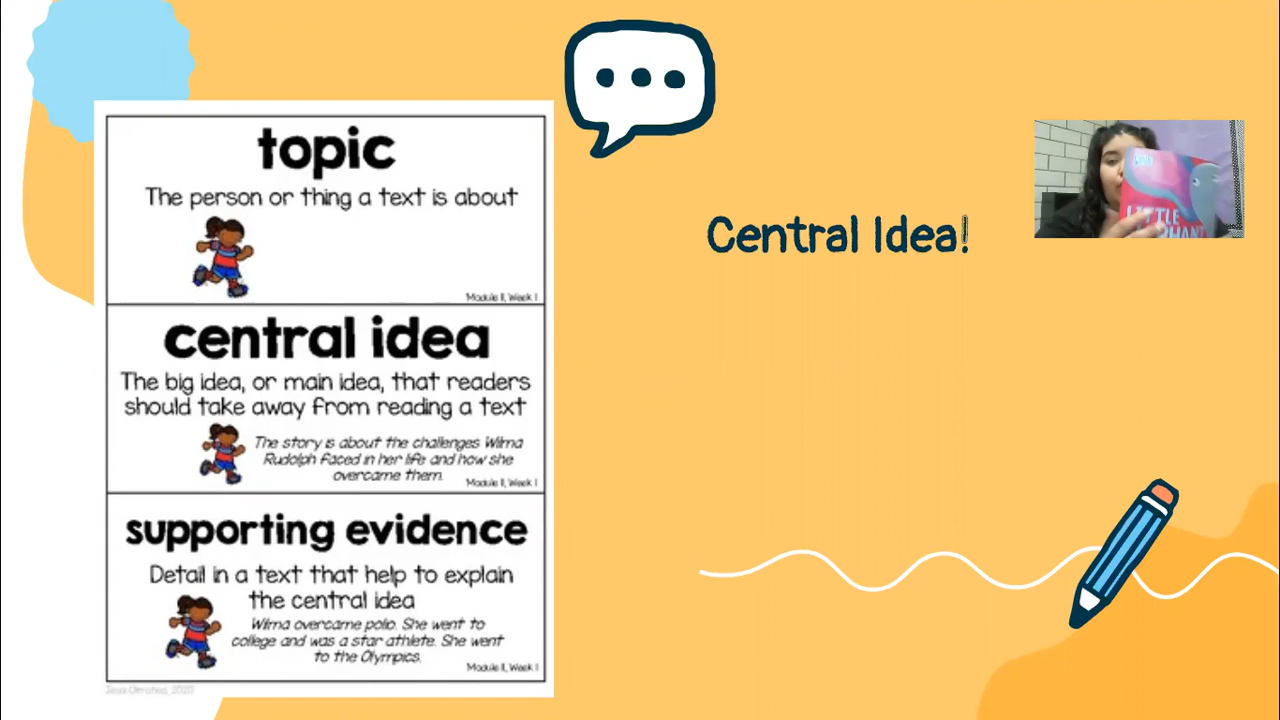 topic
The person or thing a text is about
Module 11, Week 1
central idea
The big idea, or main idea, that readers
should take away from reading a text
The story is about the challenges Wilma
Rudolph faced in her life and how she
overcame them.
Module 11, Week 1
supporting evidence
Detail in a text that help to explain
the central idea
Wilma overcame polio. She went to
college and was a star athlete. She went
to the Olympics.
Module 11, Week 1
Central Idea!
LITTLE